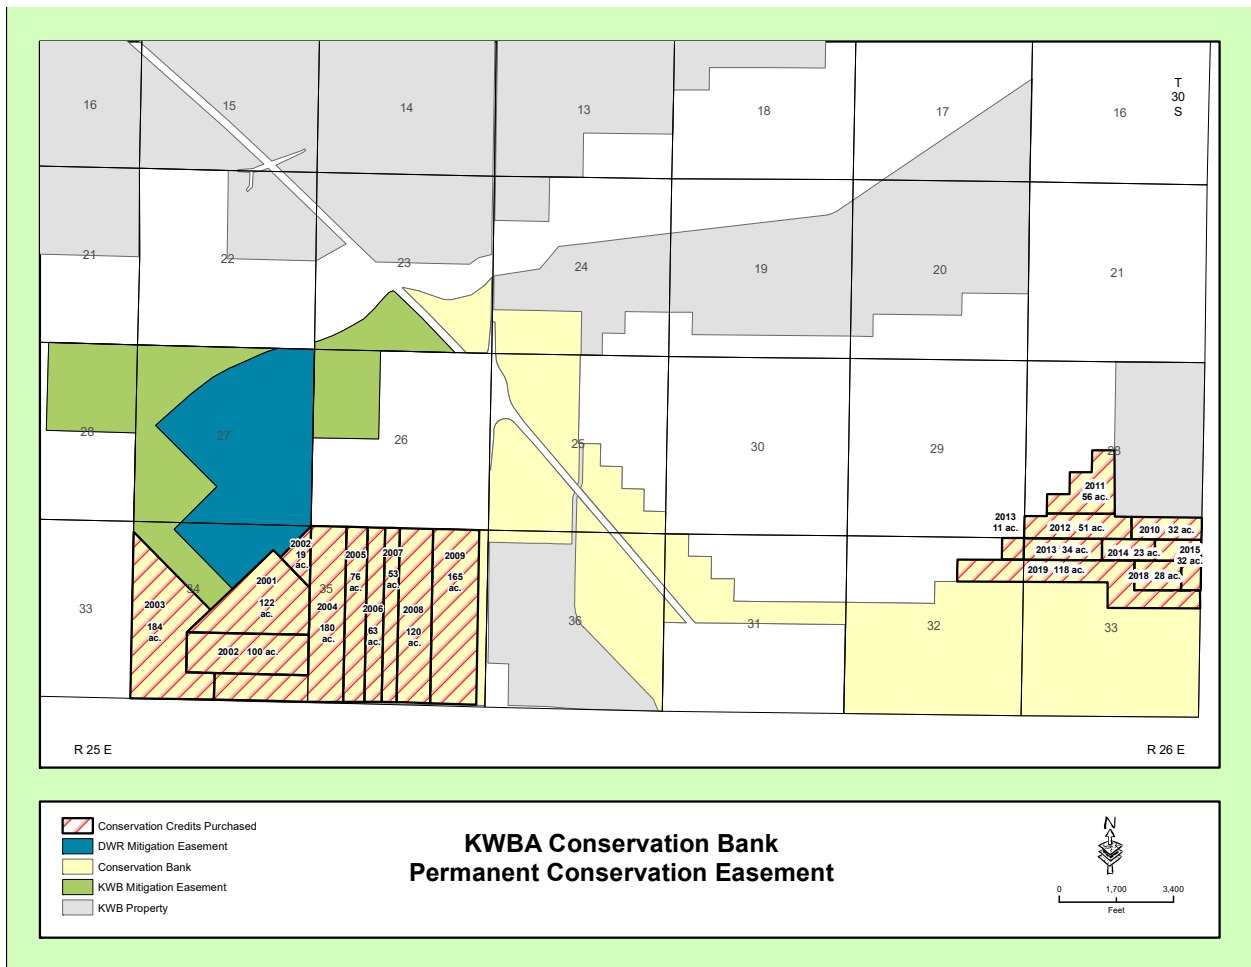 16
15
14
13
18
17
16
T
30
S
21
22
23
24
19
20
21
28
27
26
25
30
29
28
2011
56 ac.
2013
11 ac.
2012 51 ac.
2010 32 ac.
2013 34 ac.
2014 23 ac.
2015
32 ac.
2019 118 ac.
2018 28 ac.
33
34
35
36
31
32
33
2003
184
ac.
2001
122
ac.
2002
19
ac.
2002 100 ac.
2004
180
ac.
2005
76
ac.
2006
63
ac.
2007
53
ac.
2008
120
ac.
2009
165
ac.
R 25 E
R 26 E
Conservation Credits Purchased
DWR Mitigation Easement
Conservation Bank
KWB Mitigation Easement
KWB Property
KWBA Conservation Bank
Permanent Conservation Easement
N
0 1,700 3,400
Feet